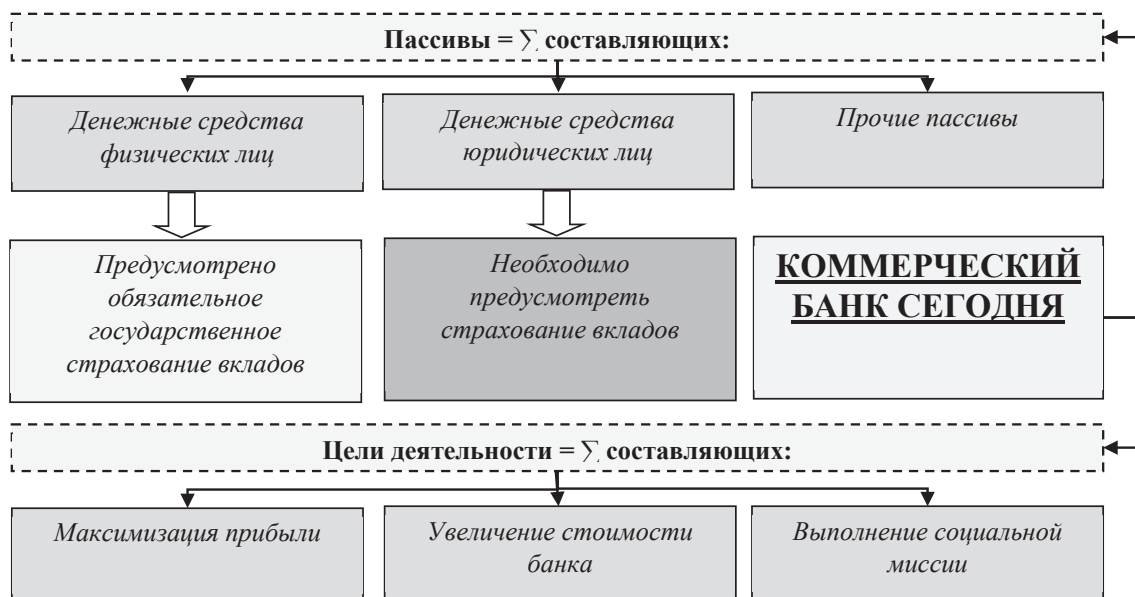 Пассивы = ∑ составляющих:
Денежные средства
физических лиц
Денежные средства
юридических лиц
Прочие пассивы
Предусмотрено
обязательное
государственное
страхование вкладов
Необходимо
предусмотреть
страхование вкладов
КОММЕРЧЕСКИЙ
БАНК СЕГОДНЯ
Цели деятельности = ∑ составляющих:
Максимизация прибыли
Увеличение стоимости
банка
Выполнение социальной
миссии